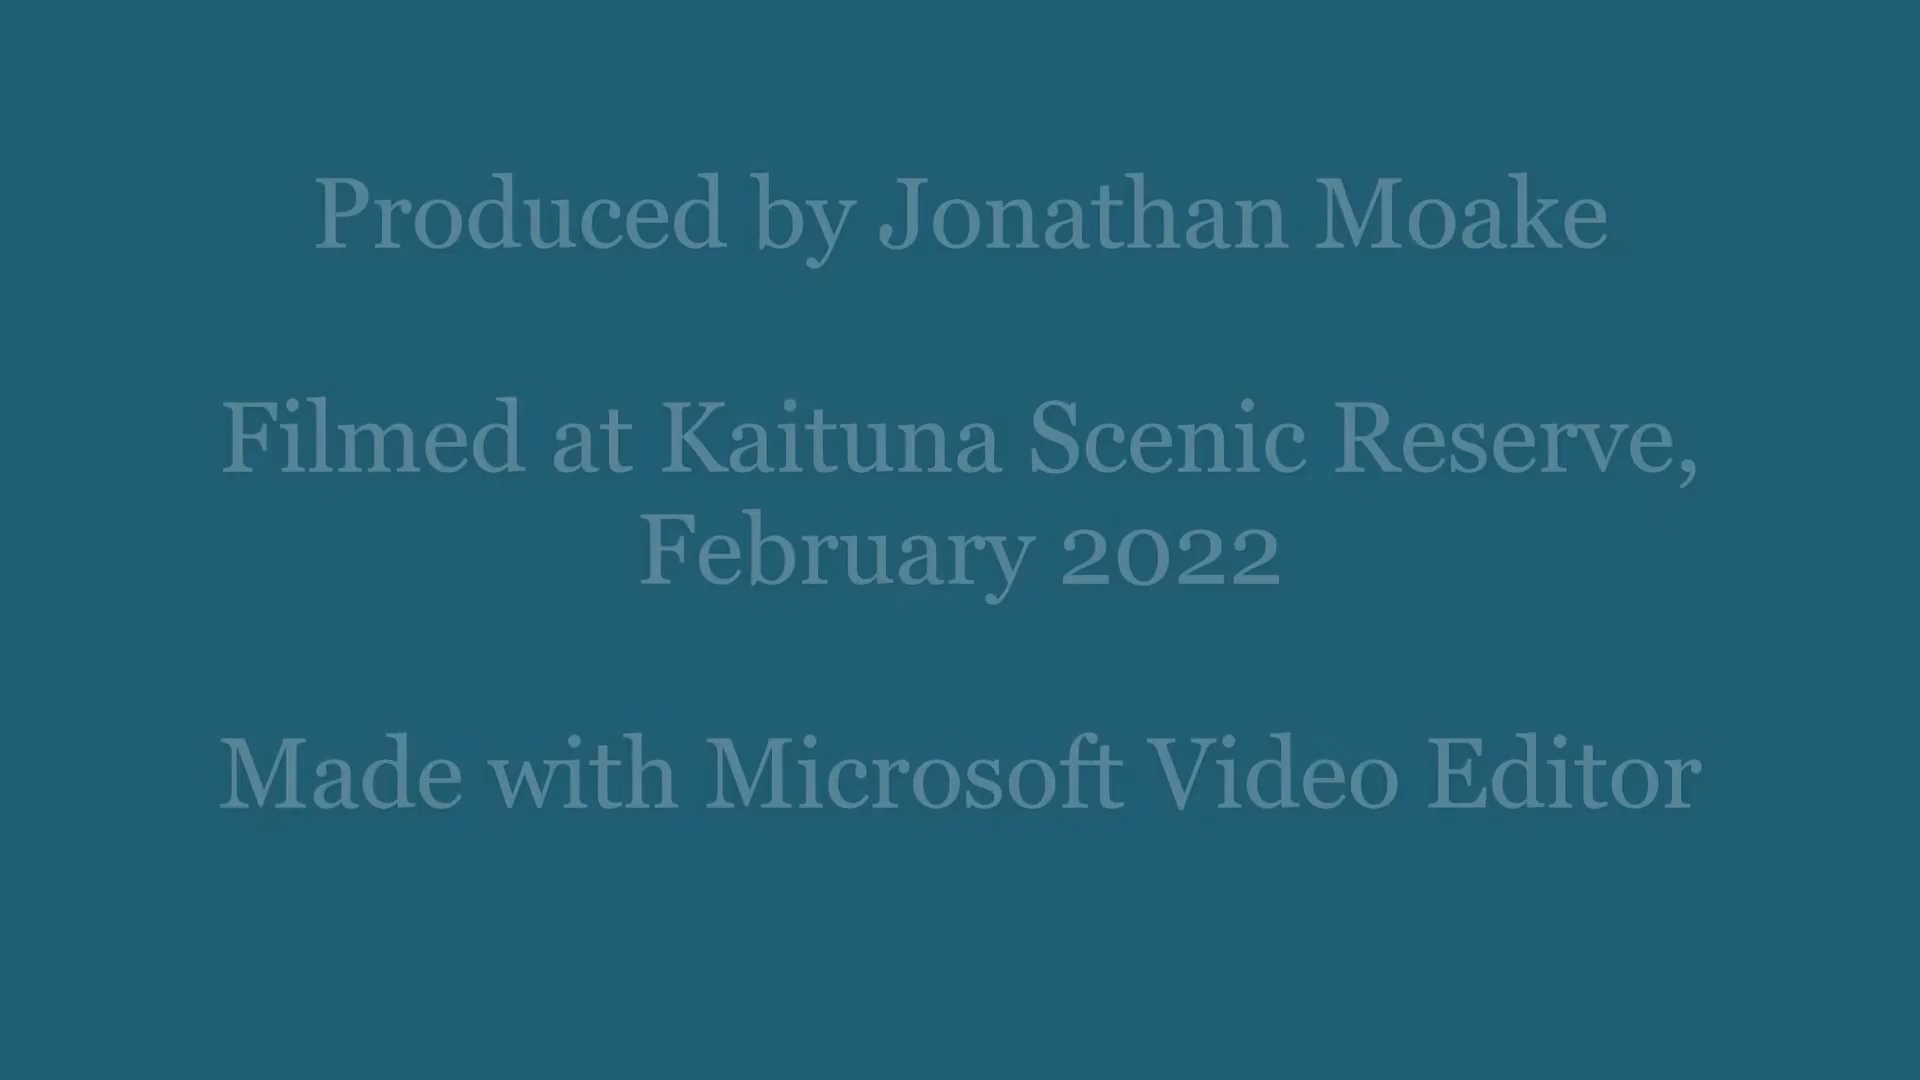 Produced by Jonathan Moake
Filmed at Kaituna Scenic Reserve,
February 2022
Made with Microsoft Video Editor